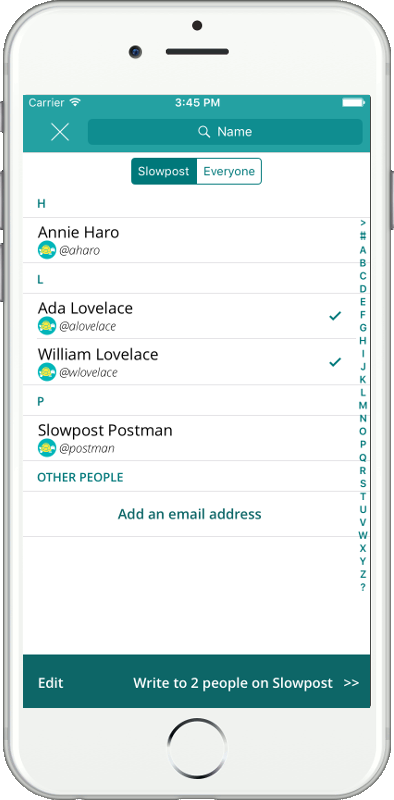 Carrier 3:45 PM
Name
Slowpost Everyone
H
Annie Haro
@aharo
L
Ada Lovelace
@alovelace
William Lovelace
@wlovelace
P
Slowpost Postman
@postman
OTHER PEOPLE
Add an email address
>
#
A
B
C
D
E
F
G
H
I
J
K
L
M
N
O
P
Q
R
S
T
U
V
W
X
Y
Z
?
Edit Write to 2 people on Slowpost >>